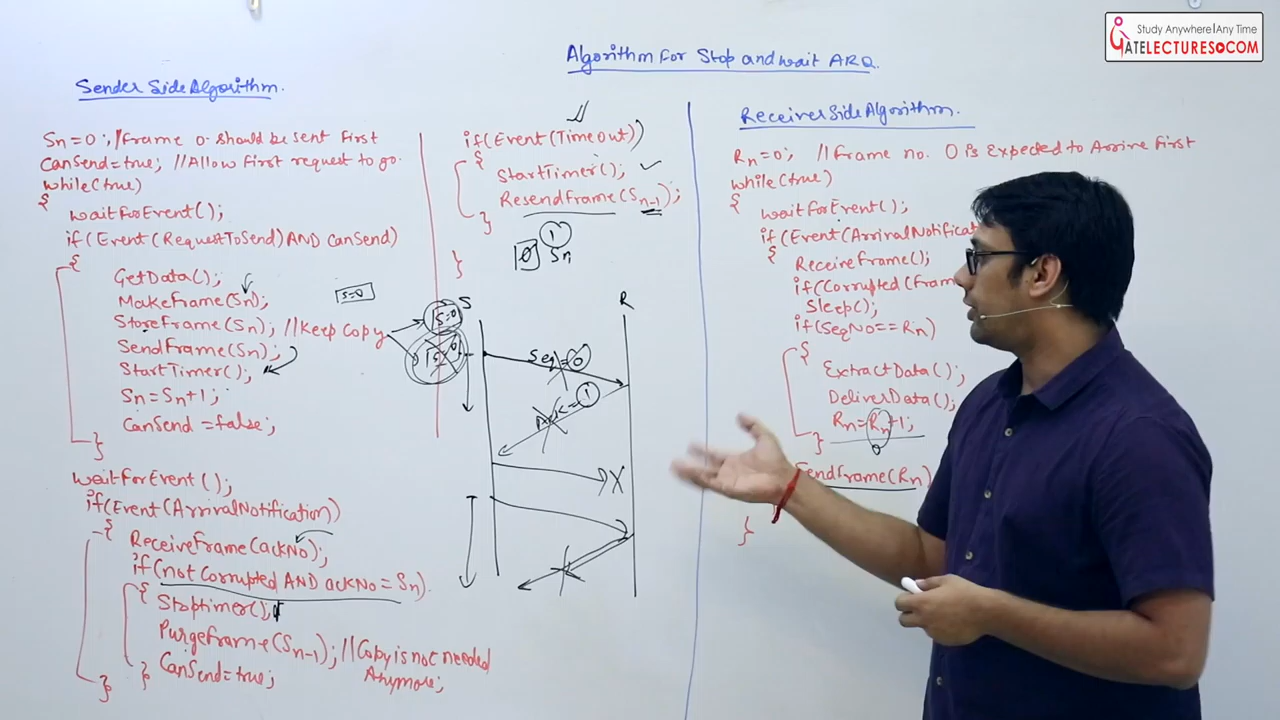 Study Anywhere|Any Time
GATELECTURES.COM
Algorithm For Stop and wait ARQ.
Sender Side Algorithm.
Sn=0; //Frame 0 should be sent first
CanSend=true; //Allow first request to go.
while(true)
{
waitForEvent();
if(Event(RequestToSend)AND CanSend)
{
GetData();
MakeFrame(Sn);
StoreFrame(Sn); //Keep Copy
SendFrame(Sn);
StartTimer();
Sn=Sn+1;
CanSend=false;
}
waitForEvent();
if(Event(ArrivalNotification)
{
ReceiveFrame(ackNo);
if(not Corrupted AND ackNo=Sn).
{
Stoptimer();
PurgeFrame(Sn-1); //Copy is not needed
Anymore;
CanSend=true;
}
}
if(Event(TimeOut))
{
StartTimer();
ResendFrame(Sn-1);
}
}
0 1
Sn
S=0
S
R
S=0
Seq=0
Ack=1
X
Receiver Side Algorithm.
Rn=0; //Frame no. 0 is Expected to Arrive First
while(true)
{
waitForEvent();
if(Event(ArrivalNotificat
{
ReceiveFrame();
if(Corrupted(Fram
Sleep();
if(SeqNo==Rn)
{
ExtractData();
DeliverData();
Rn=Rn+1;
0
}
SendFrame(Rn)
}